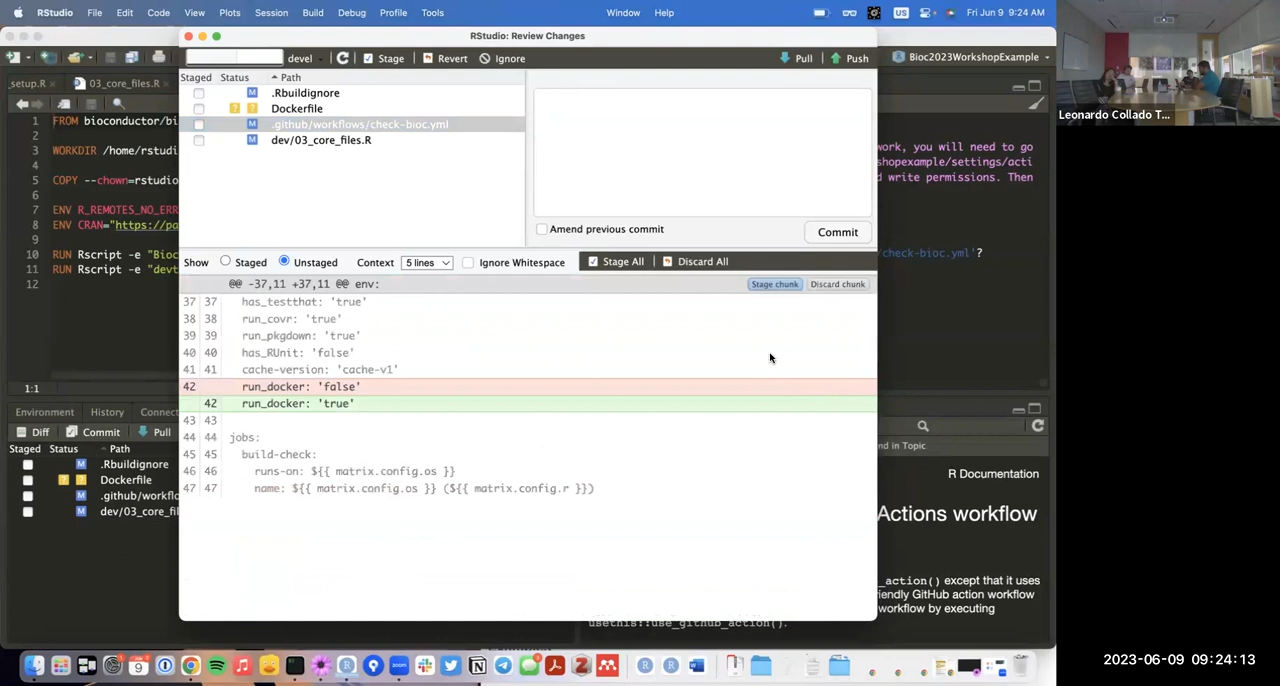 RStudio File Edit Code View Plots Session Build Debug Profile Tools Window Help US Fri Jun 9 9:24 AM
RStudio: Review Changes
devel Stage Revert Ignore Pull Push
Bioc2023WorkshopExample
_setup.R 03_core_files.R
Staged Status Path
M .Rbuildignore
? ? Dockerfile
M .github/workflows/check-bioc.yml
M dev/03_core_files.R
Amend previous commit
Commit
Show Staged Unstaged Context 5 lines Ignore Whitespace Stage All Discard All
@@ -37,11 +37,11 @@ env: Stage chunk Discard chunk
37 37 has_testthat: 'true'
38 38 run_covr: 'true'
39 39 run_pkgdown: 'true'
40 40 has_RUnit: 'false'
41 41 cache-version: 'cache-v1'
42 run_docker: 'false'
42 run_docker: 'true'
43 43
44 44 jobs:
45 45 build-check:
46 46 runs-on: ${{ matrix.config.os }}
47 47 name: ${{ matrix.config.os }} (${{ matrix.config.r }})
1 FROM bioconductor/bi
2
3 WORKDIR /home/rstudi
4
5 COPY --chown=rstudio
6
7 ENV R_REMOTES_NO_ERR
8 ENV CRAN="https://pa
9
10 RUN Rscript -e "Bioc
11 RUN Rscript -e "devt
12
1:1
Environment History Connect
Diff Commit Pull
Staged Status Path
M .Rbuildignore
? ? Dockerfile
M .github/workflo
M dev/03_core_fil
work, you will need to go
shopexample/settings/acti
d write permissions. Then
check-bioc.yml'?
nd in Topic
R Documentation
Actions workflow
_action() except that it uses
iendly GitHub action workflow
workflow by executing
usethis::use_github_action().
9
Leonardo Collado T...
2023-06-09 09:24:13